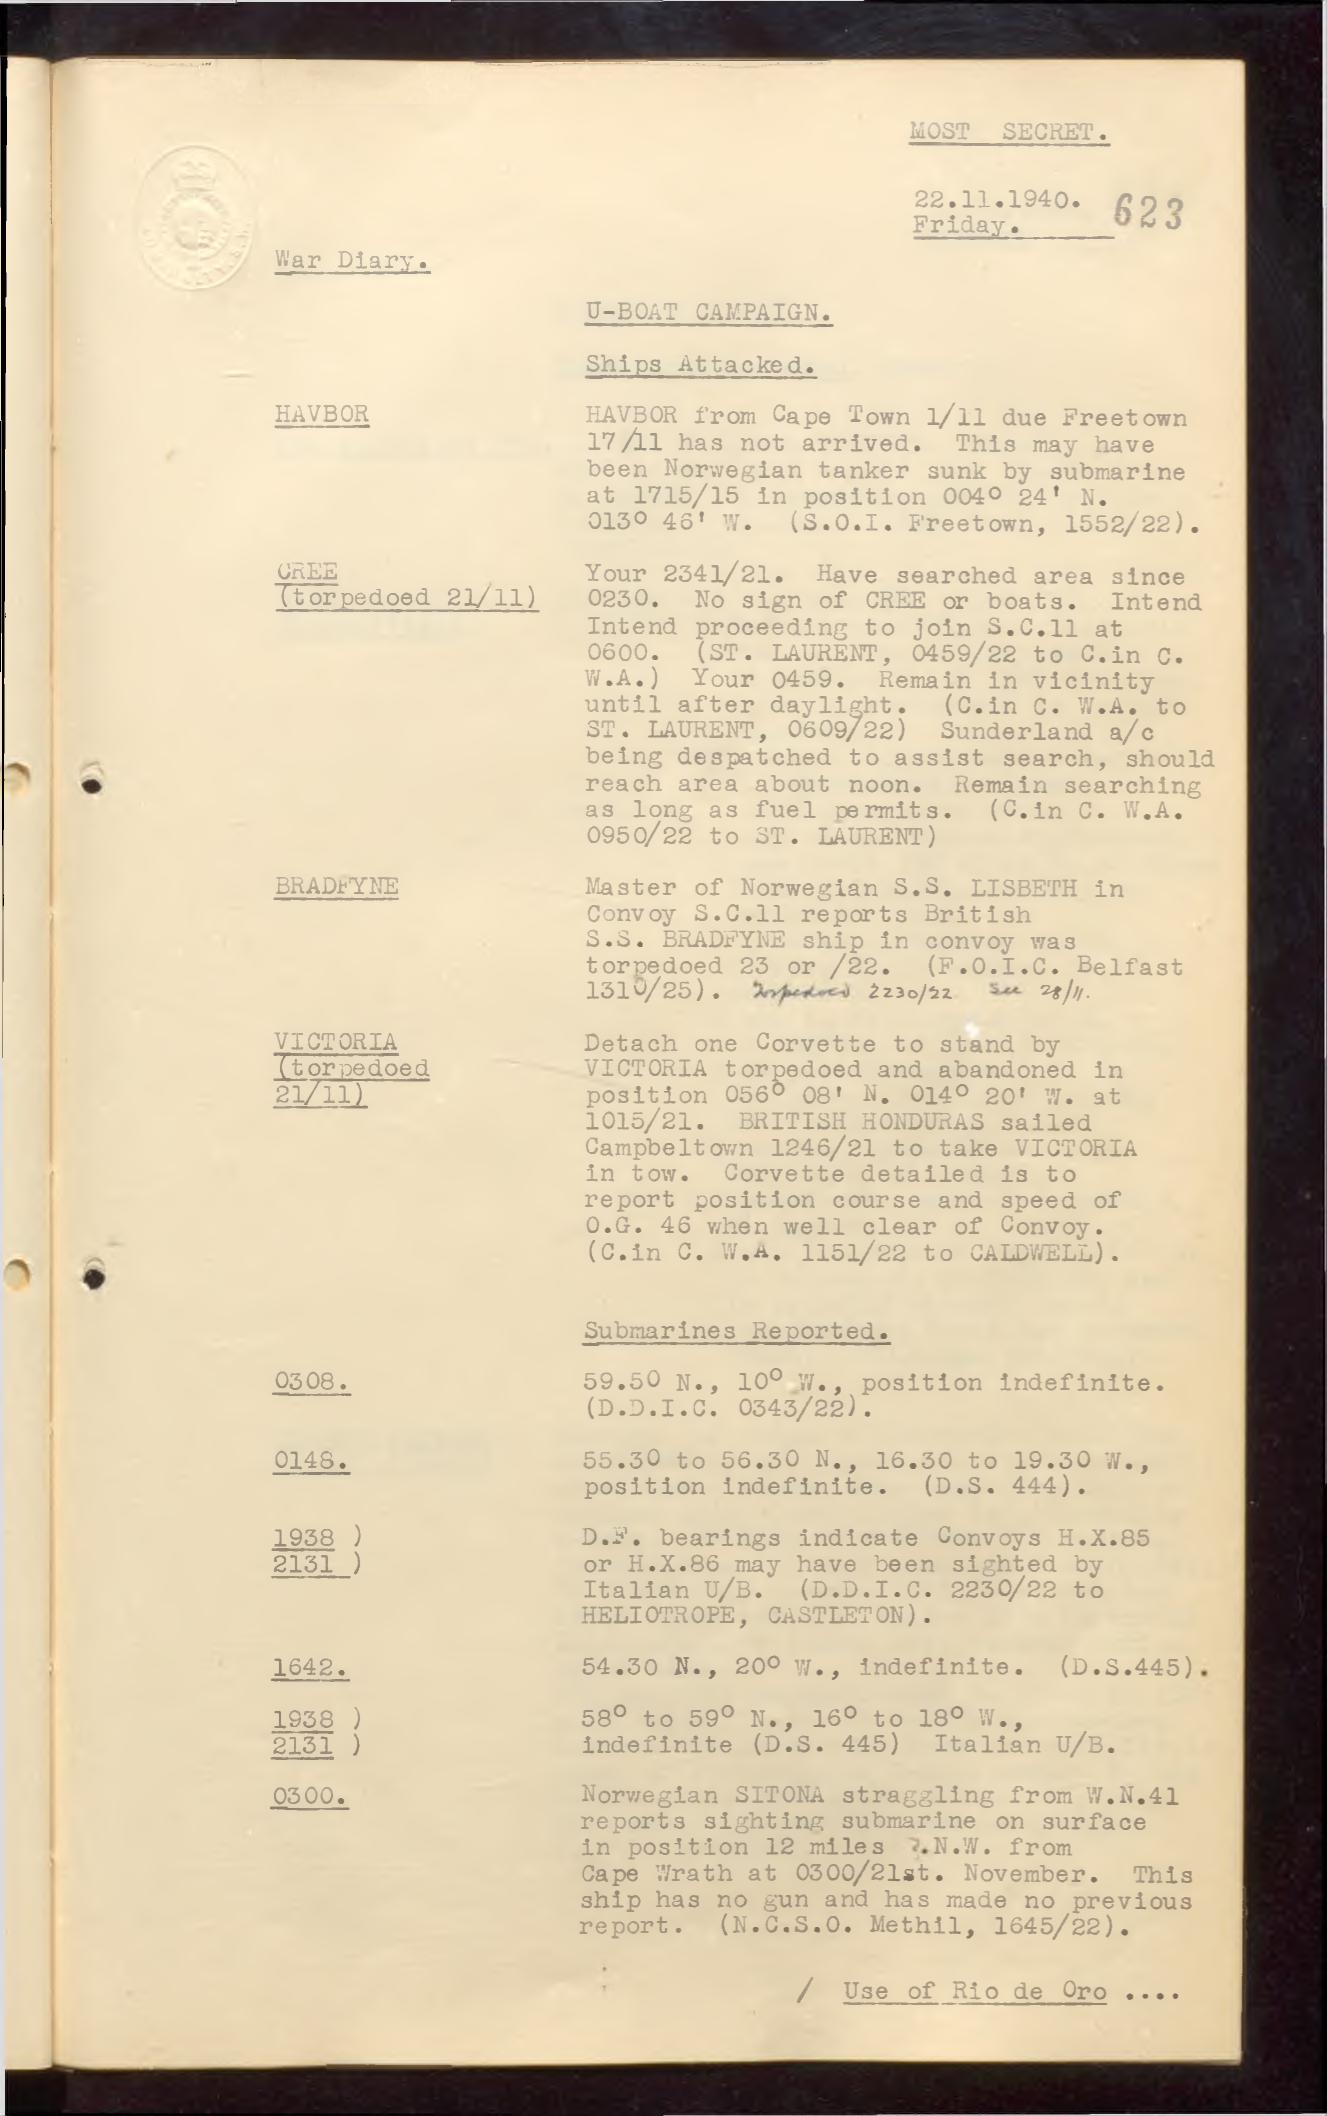 MOST SECRET.
22.11.1940.
623
Friday.
War Diary.
U-BOAT CAMPAIGN.
Ships Attacked.
HAVBOR
HAVBOR from Cape Town 1/11 due Freetown
17/11 has not arrived. This may have
been Norwegian tanker sunk by submarine
at 1715/15 in position 004° 24' N.
013° 46' W. (S.O.I. Freetown, 1552/22).
CREE
(torpedoed 21/11)
Your 2341/21. Have searched area since
0230. No sign of CREE or boats. Intend
Intend proceeding to join S.C.11 at
0600. (ST. LAURENT, 0459/22 to C.in C.
W.A.) Your 0459. Remain in vicinity
until after daylight. (C.in C. W.A. to
ST. LAURENT, 0609/22) Sunderland a/c
being despatched to assist search, should
reach area about noon. Remain searching
as long as fuel permits. (C.in C. W.A.
0950/22 to ST. LAURENT)
BRADFYNE
Master of Norwegian S.S. LISBETH in
Convoy S.C.11 reports British
S.S. BRADFYNE ship in convoy was
torpedoed 23 or /22. (F.O.I.C. Belfast
1310/25). Torpedoed 2230/22 See 28/11.
VICTORIA
(torpedoed
21/11)
Detach one Corvette to stand by
VICTORIA torpedoed and abandoned in
position 056° 08' N. 014° 20' W. at
1015/21. BRITISH HONDURAS sailed
Campbeltown 1246/21 to take VICTORIA
in tow. Corvette detailed is to
report position course and speed of
O.G. 46 when well clear of Convoy.
(C.in C. W.A. 1151/22 to CALDWELL).
Submarines Reported.
0308.
59.50 N., 10° W., position indefinite.
(D.D.I.C. 0343/22).
0148.
55.30 to 56.30 N., 16.30 to 19.30 W.,
position indefinite. (D.S. 444).
1938 )
2131 )
D.F. bearings indicate Convoys H.X.85
or H.X.86 may have been sighted by
Italian U/B. (D.D.I.C. 2230/22 to
HELIOTROPE, CASTLETON).
1642.
54.30 N., 20° W., indefinite. (D.S.445).
1938 )
2131 )
58° to 59° N., 16° to 18° W.,
indefinite (D.S. 445) Italian U/B.
0300.
Norwegian SITONA straggling from W.N.41
reports sighting submarine on surface
in position 12 miles ?.N.W. from
Cape Wrath at 0300/21st. November. This
ship has no gun and has made no previous
report. (N.C.S.O. Methil, 1645/22).
/ Use of Rio de Oro ....